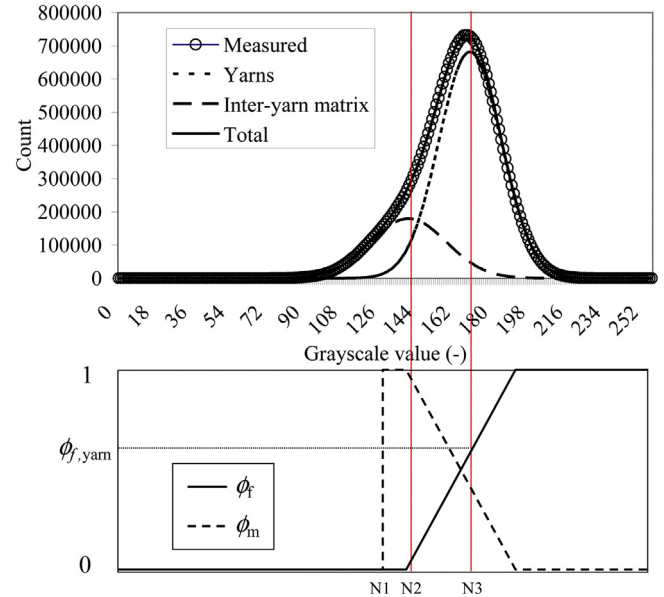 800000
700000
600000
500000
400000
300000
200000
100000
0
Count
Measured
Yarns
Inter-yarn matrix
Total
0 18 36 54 72 90 108 126 144 162 180 198 216 234 252
Grayscale value (-)
1
ϕf,yarn
ϕf
ϕm
0
N1 N2 N3